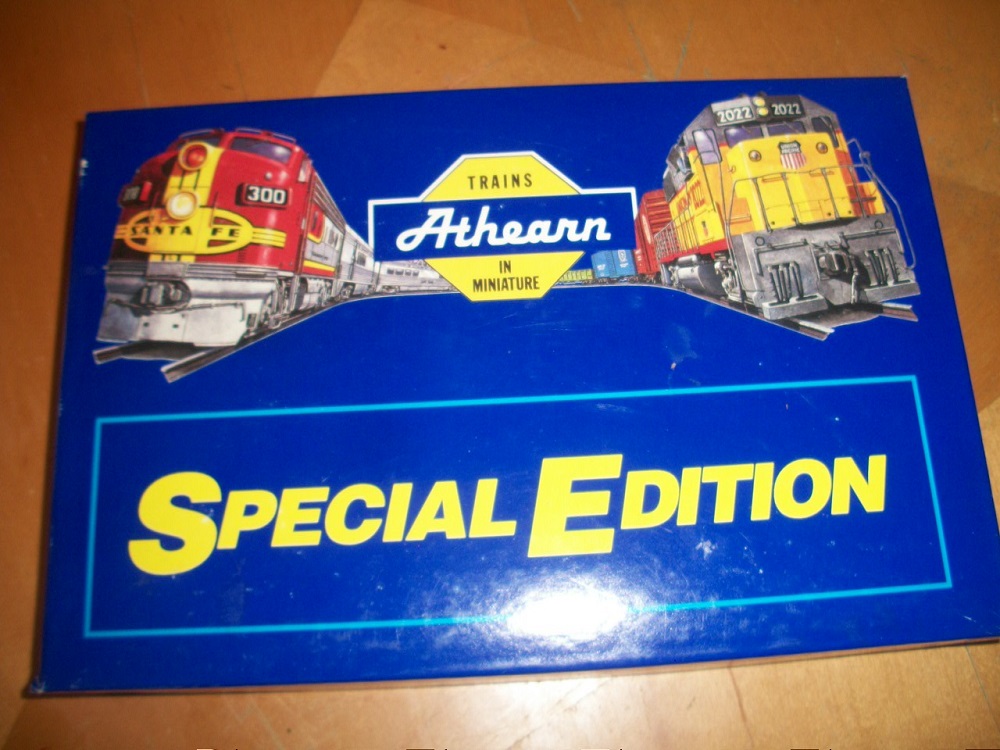 TRAINS
Athearn
IN
MINIATURE
300
SANTA FE
2022 2022
SPECIAL EDITION